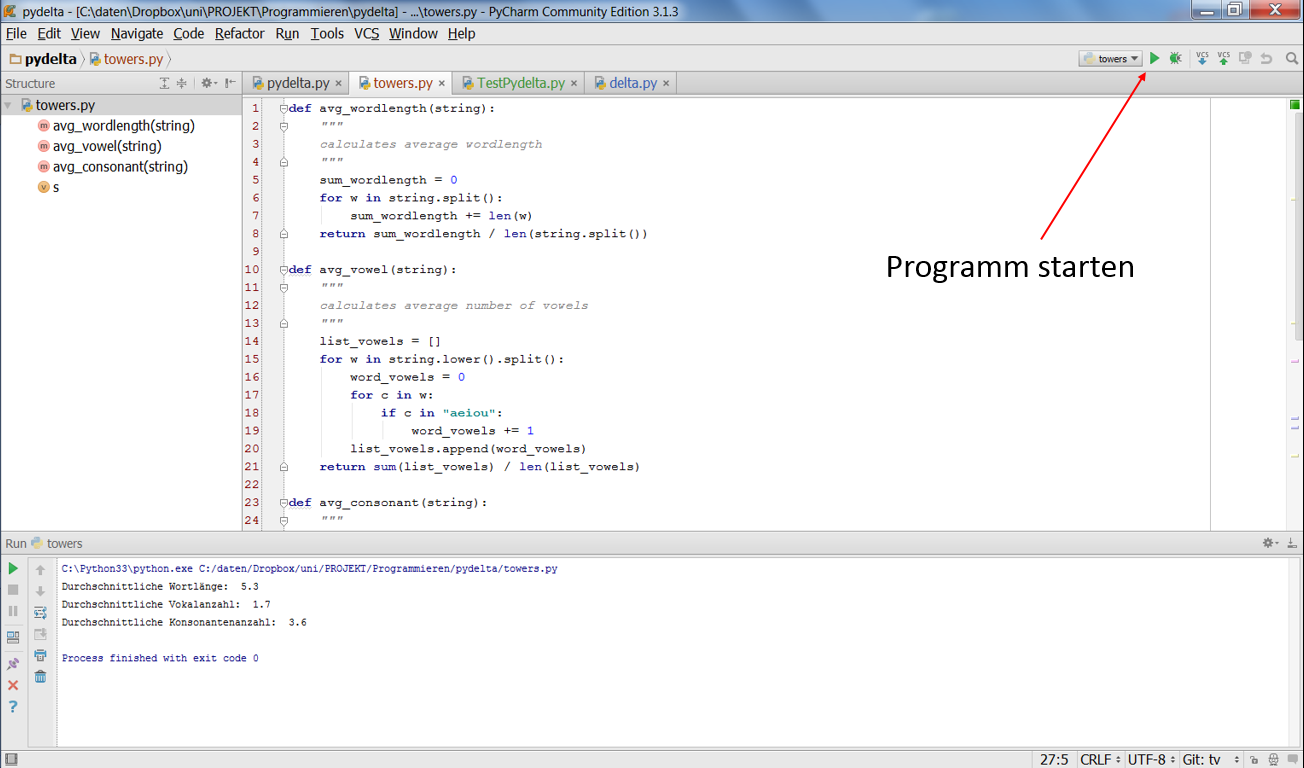 pydelta - [C:\daten\Dropbox\uni\PROJEKT\Programmieren\pydelta] - ...\towers.py - PyCharm Community Edition 3.1.3
File Edit View Navigate Code Refactor Run Tools VCS Window Help
pydelta towers.py towers VCS VCS
Structure pydelta.py towers.py TestPydelta.py delta.py
towers.py
m avg_wordlength(string)
m avg_vowel(string)
m avg_consonant(string)
v s
1 def avg_wordlength(string):
2 """
3 calculates average wordlength
4 """
5 sum_wordlength = 0
6 for w in string.split():
7 sum_wordlength += len(w)
8 return sum_wordlength / len(string.split())
9
10 def avg_vowel(string):
11 """
12 calculates average number of vowels
13 """
14 list_vowels = []
15 for w in string.lower().split():
16 word_vowels = 0
17 for c in w:
18 if c in "aeiou":
19 word_vowels += 1
20 list_vowels.append(word_vowels)
21 return sum(list_vowels) / len(list_vowels)
22
23 def avg_consonant(string):
24 """
Programm starten
Run towers
C:\Python33\python.exe C:/daten/Dropbox/uni/PROJEKT/Programmieren/pydelta/towers.py
Durchschnittliche Wortlänge:  5.3
Durchschnittliche Vokalanzahl:  1.7
Durchschnittliche Konsonantenanzahl:  3.6
Process finished with exit code 0
27:5 CRLF UTF-8 Git: tv